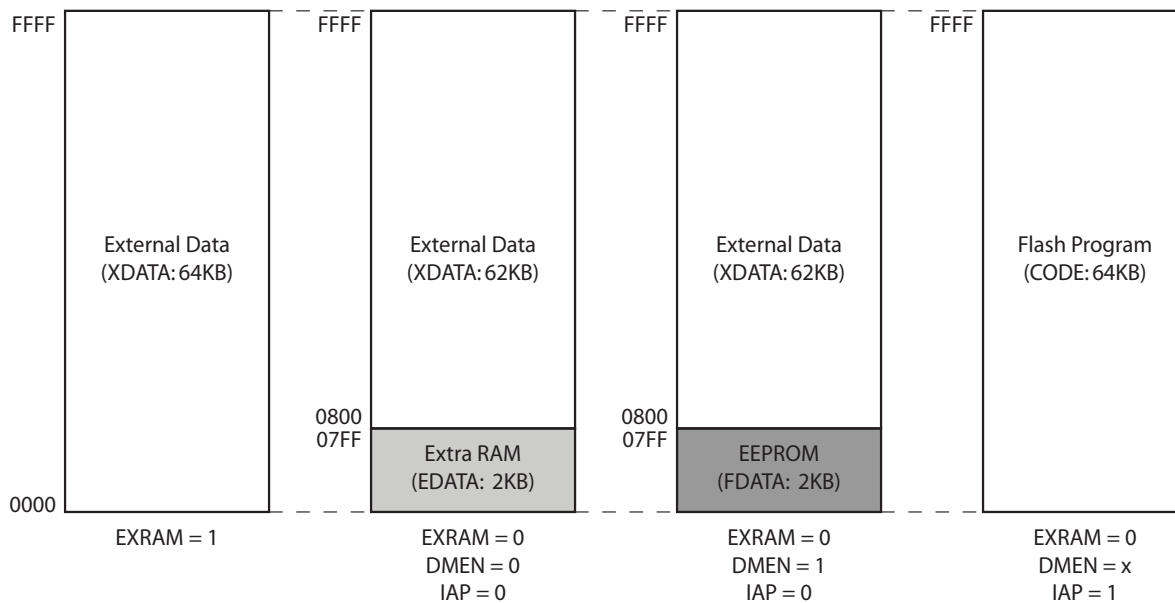 FFFF
FFFF
FFFF
FFFF
External Data
(XDATA: 64KB)
External Data
(XDATA: 62KB)
External Data
(XDATA: 62KB)
Flash Program
(CODE: 64KB)
0800
07FF
0800
07FF
Extra RAM
(EDATA: 2KB)
EEPROM
(FDATA: 2KB)
0000
EXRAM = 1
EXRAM = 0
DMEN = 0
IAP = 0
EXRAM = 0
DMEN = 1
IAP = 0
EXRAM = 0
DMEN = x
IAP = 1